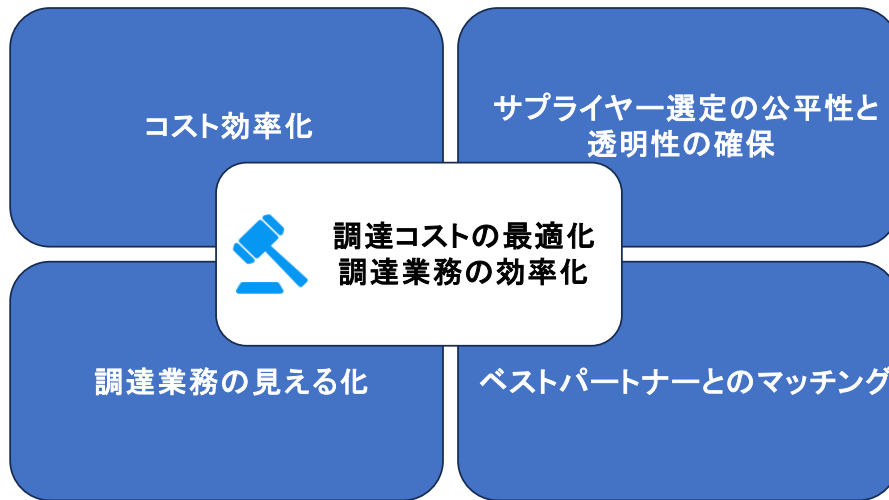 コスト効率化
サプライヤー選定の公平性と
透明性の確保
調達コストの最適化
調達業務の効率化
調達業務の見える化
ベストパートナーとのマッチング